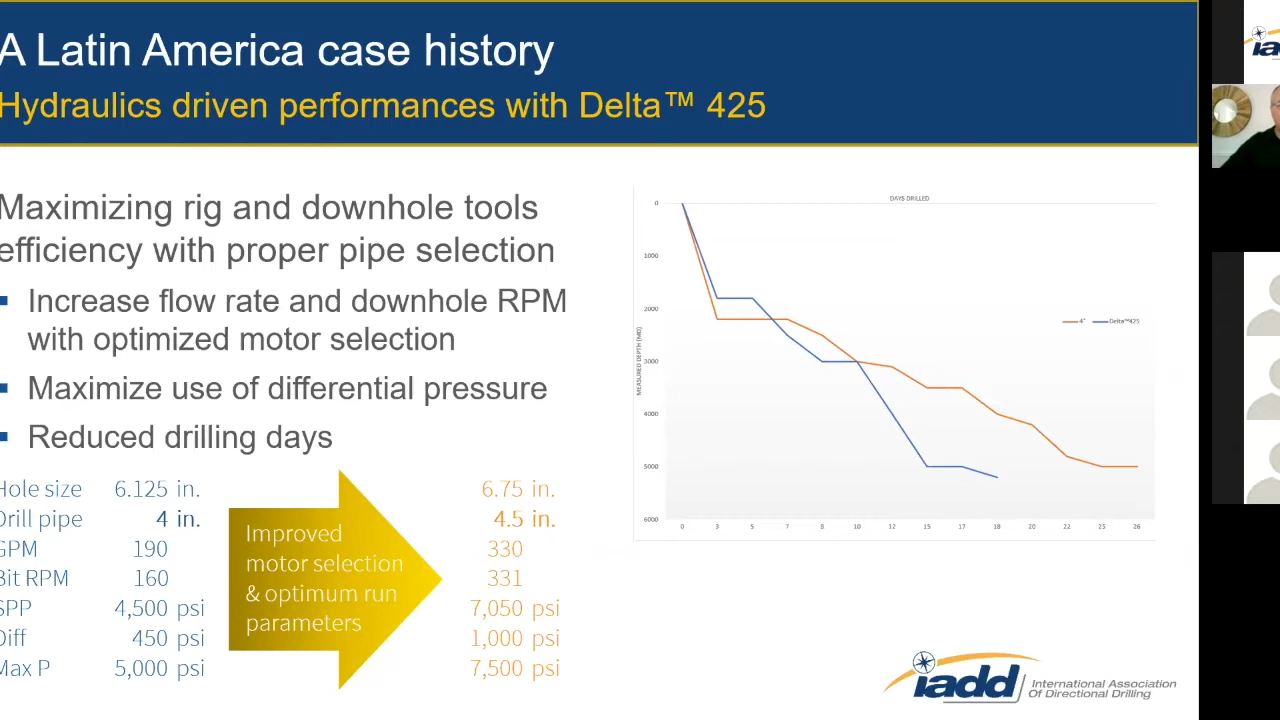 A Latin America case history
Hydraulics driven performances with Delta™ 425
Maximizing rig and downhole tools
efficiency with proper pipe selection
▪ Increase flow rate and downhole RPM
with optimized motor selection
▪ Maximize use of differential pressure
▪ Reduced drilling days
Hole size 6.125 in. 6.75 in.
Drill pipe 4 in. 4.5 in.
GPM 190 330
Bit RPM 160 331
SPP 4,500 psi 7,050 psi
Diff 450 psi 1,000 psi
Max P 5,000 psi 7,500 psi
Improved
motor selection
& optimum run
parameters
DAYS DRILLED
MEASURED DEPTH (MD)
0
1000
2000
3000
4000
5000
6000
0 3 5 7 8 10 12 15 17 18 20 22 25 26
4" Delta™425
iadd
International Association
Of Directional Drilling